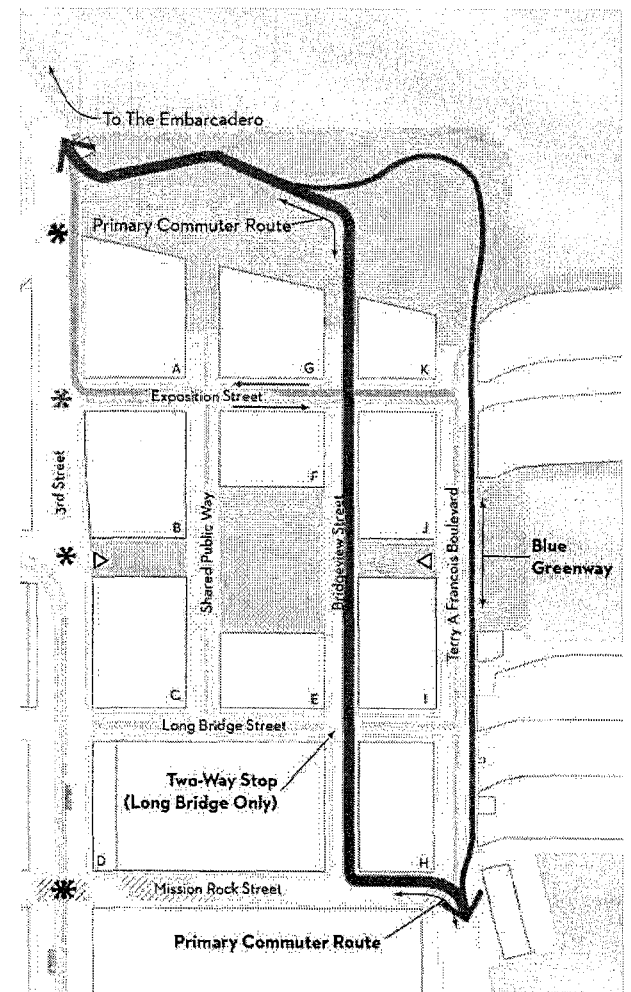 To The Embarcadero
Primary Commuter Route
A
G
K
Exposition Street
F
3rd Street
Shared Public Way
Bridgeview Street
Terry A Francois Boulevard
B
J
Blue
Greenway
C
E
I
Long Bridge Street
Two-Way Stop
(Long Bridge Only)
D
H
Mission Rock Street
Primary Commuter Route